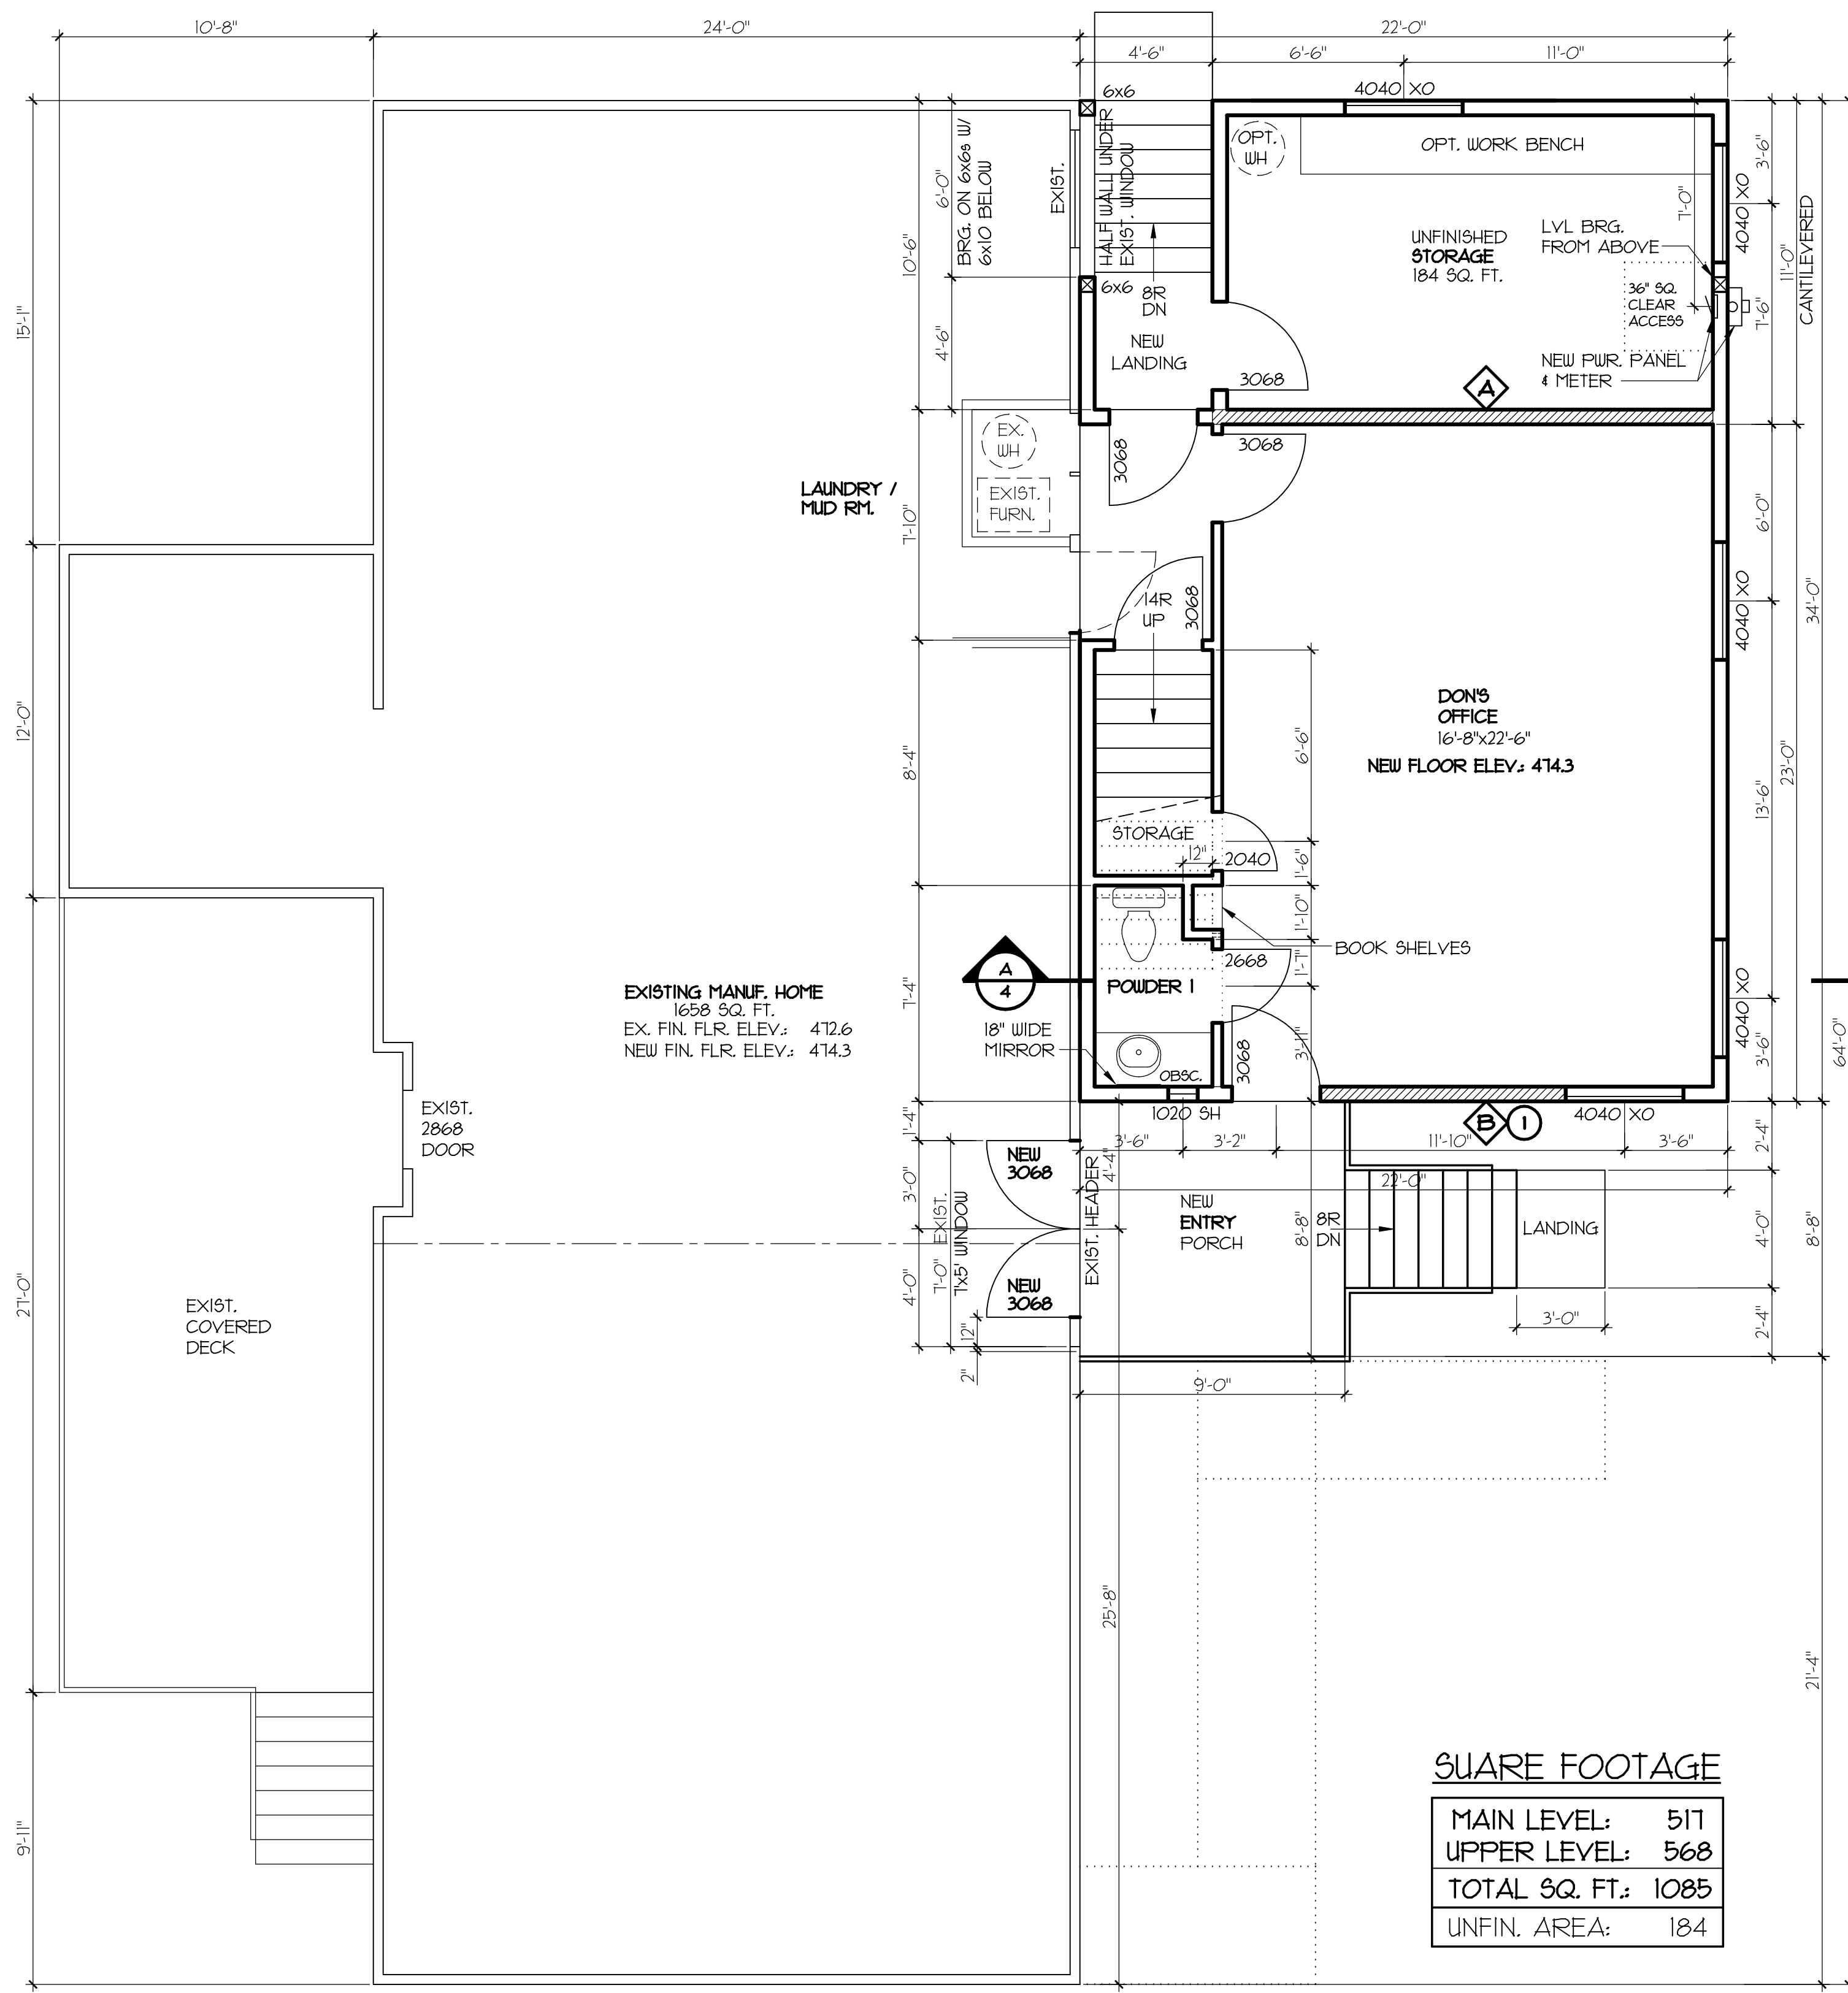 10'-8"
24'-0"
22'-0"
4'-6"
6'-6"
11'-0"
6x6
4040 XO
BRG. ON 6x6s W/
6x10 BELOW
EXIST.
HALF WALL UNDER
EXIST. WINDOW
OPT.
WH
OPT. WORK BENCH
3'-6"
6'-0"
7'-0"
4040 XO
CANTILEVERED
10'-6"
UNFINISHED
STORAGE
184 SQ. FT.
LVL BRG.
FROM ABOVE
11'-0"
6x6
8R
DN
36" SQ.
CLEAR
ACCESS
7'-6"
15'-1"
4'-6"
NEW
LANDING
NEW PWR. PANEL
& METER
3068
A
EX.
WH
3068
3068
LAUNDRY /
MUD RM.
EXIST.
FURN.
7'-10"
6'-0"
14R
UP
3068
4040 XO
34'-0"
12'-0"
8'-4"
6'-6"
DON'S
OFFICE
16'-8"x22'-6"
NEW FLOOR ELEV.: 474.3
23'-0"
13'-6"
STORAGE
12"
2040
1'-6"
1'-10"
BOOK SHELVES
2668
1'-7"
A
4
POWDER 1
EXISTING MANUF. HOME
1658 SQ. FT.
EX. FIN. FLR. ELEV.: 472.6
NEW FIN. FLR. ELEV.: 474.3
7'-4"
18" WIDE
MIRROR
OBSC.
3068
3'-11"
4040 XO
3'-6"
64'-0"
EXIST.
2868
DOOR
1'-4"
1020 SH
B
1
4040 XO
3'-6"
3'-2"
11'-10"
3'-6"
2'-4"
4'-4"
NEW
3068
22'-0"
3'-0"
EXIST.
7'x5' WINDOW
7'-0"
EXIST. HEADER
NEW
ENTRY
PORCH
8'-8"
8R
DN
LANDING
4'-0"
8'-8"
27'-0"
EXIST.
COVERED
DECK
4'-0"
NEW
3068
12"
2"
3'-0"
2'-4"
9'-0"
25'-8"
21'-4"
9'-11"
SUARE FOOTAGE
MAIN LEVEL: 517
UPPER LEVEL: 568
TOTAL SQ. FT.: 1085
UNFIN. AREA: 184